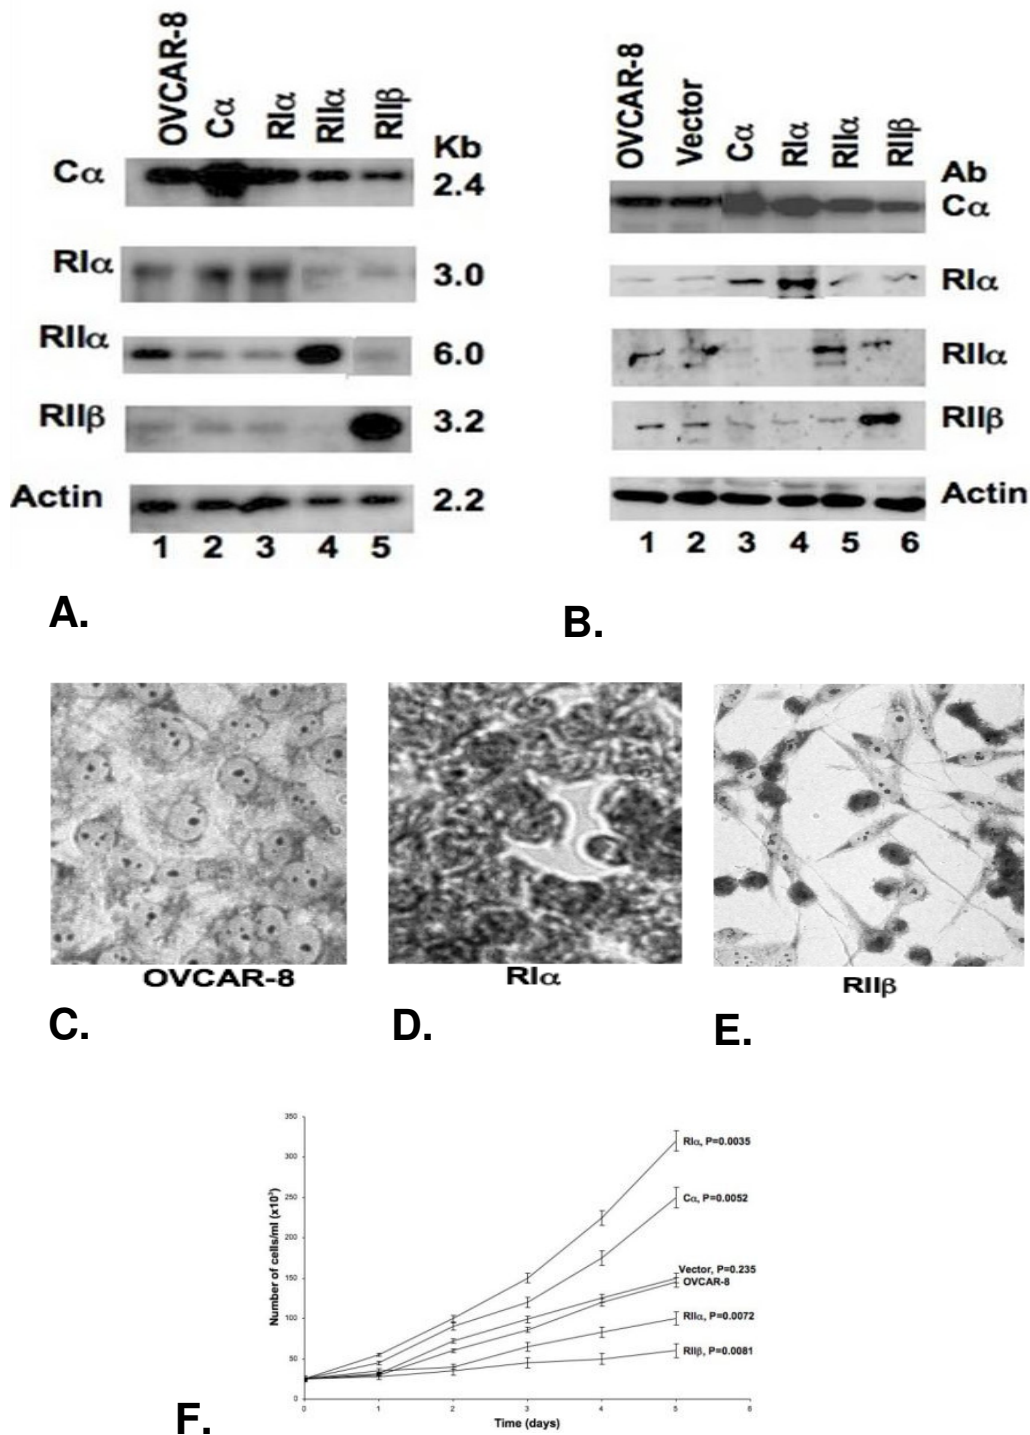 OVCAR-8
Cα
RIα
RIIα
RIIβ
Kb
Cα
2.4
RIα
3.0
RIIα
6.0
RIIβ
3.2
Actin
2.2
1 2 3 4 5
A.
OVCAR-8
Vector
Cα
RIα
RIIα
RIIβ
Ab
Cα
RIα
RIIα
RIIβ
Actin
1 2 3 4 5 6
B.
OVCAR-8
C.
RIα
D.
RIIβ
E.
350
300
250
200
150
100
50
0
Number of cells/ml (x10³)
RIα, P=0.0035
Cα, P=0.0052
Vector, P=0.235
OVCAR-8
RIIα, P=0.0072
RIIβ, P=0.0081
0 1 2 3 4 5 6
Time (days)
F.